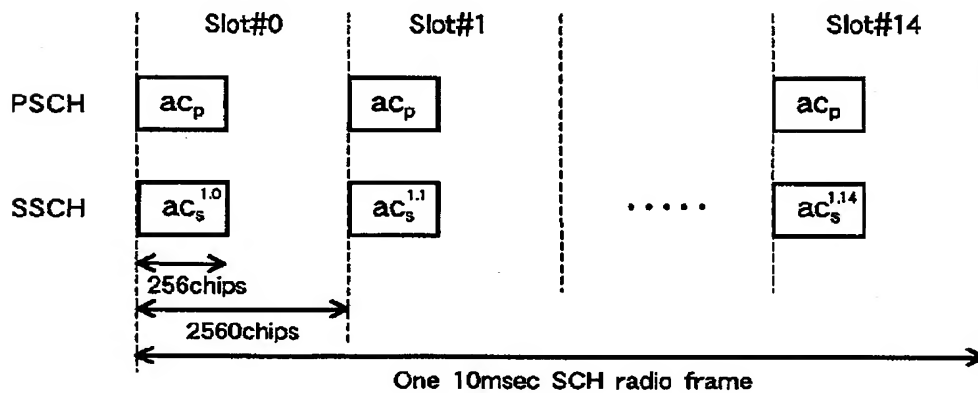 Slot#0 Slot#1 Slot#14
PSCH ac_p ac_p ac_p
SSCH ac_s^1.0 ac_s^1.1 ..... ac_s^1.14
256chips
2560chips
One 10msec SCH radio frame